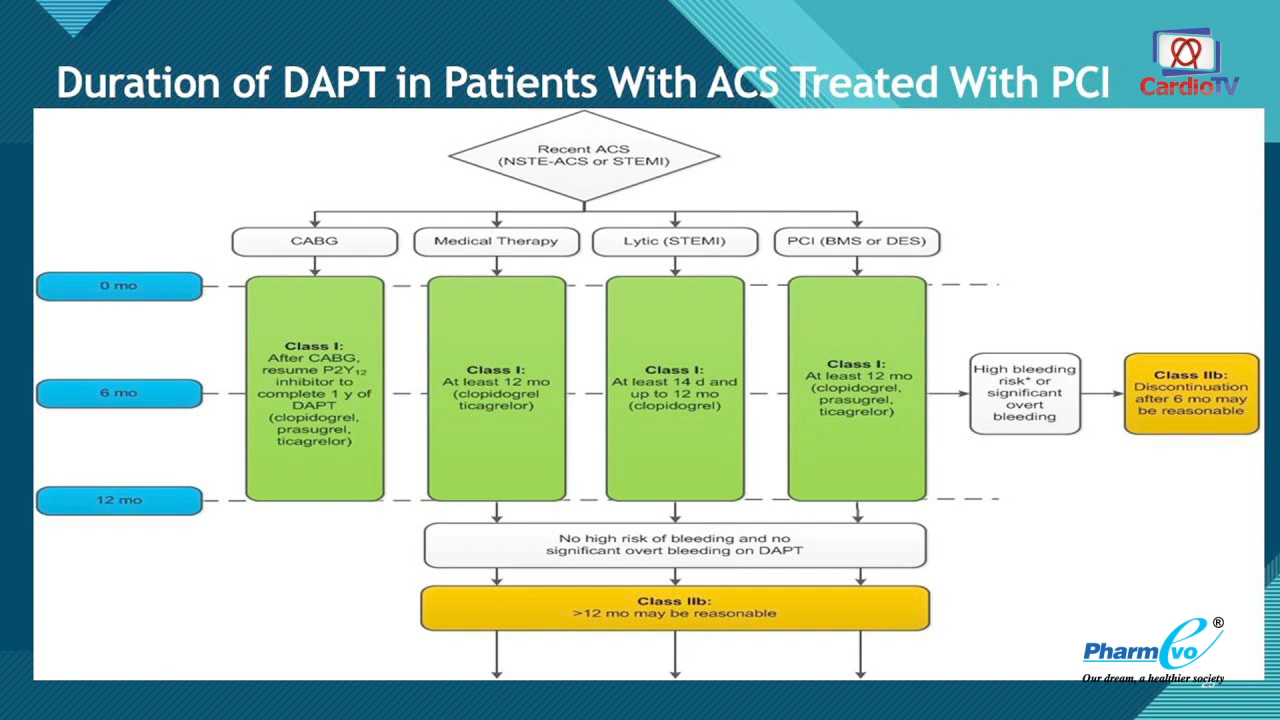 Duration of DAPT in Patients With ACS Treated With PCI
CardioTV
Recent ACS
(NSTE-ACS or STEMI)
CABG
Medical Therapy
Lytic (STEMI)
PCI (BMS or DES)
0 mo
6 mo
12 mo
Class I:
After CABG,
resume P2Y₁₂
inhibitor to
complete 1 y of
DAPT
(clopidogrel,
prasugrel,
ticagrelor)
Class I:
At least 12 mo
(clopidogrel
ticagrelor)
Class I:
At least 14 d and
up to 12 mo
(clopidogrel)
Class I:
At least 12 mo
(clopidogrel,
prasugrel,
ticagrelor)
High bleeding
risk* or
significant
overt
bleeding
Class IIb:
Discontinuation
after 6 mo may
be reasonable
No high risk of bleeding and no
significant overt bleeding on DAPT
Class IIb:
>12 mo may be reasonable
PharmEvo®
Our dream, a healthier society